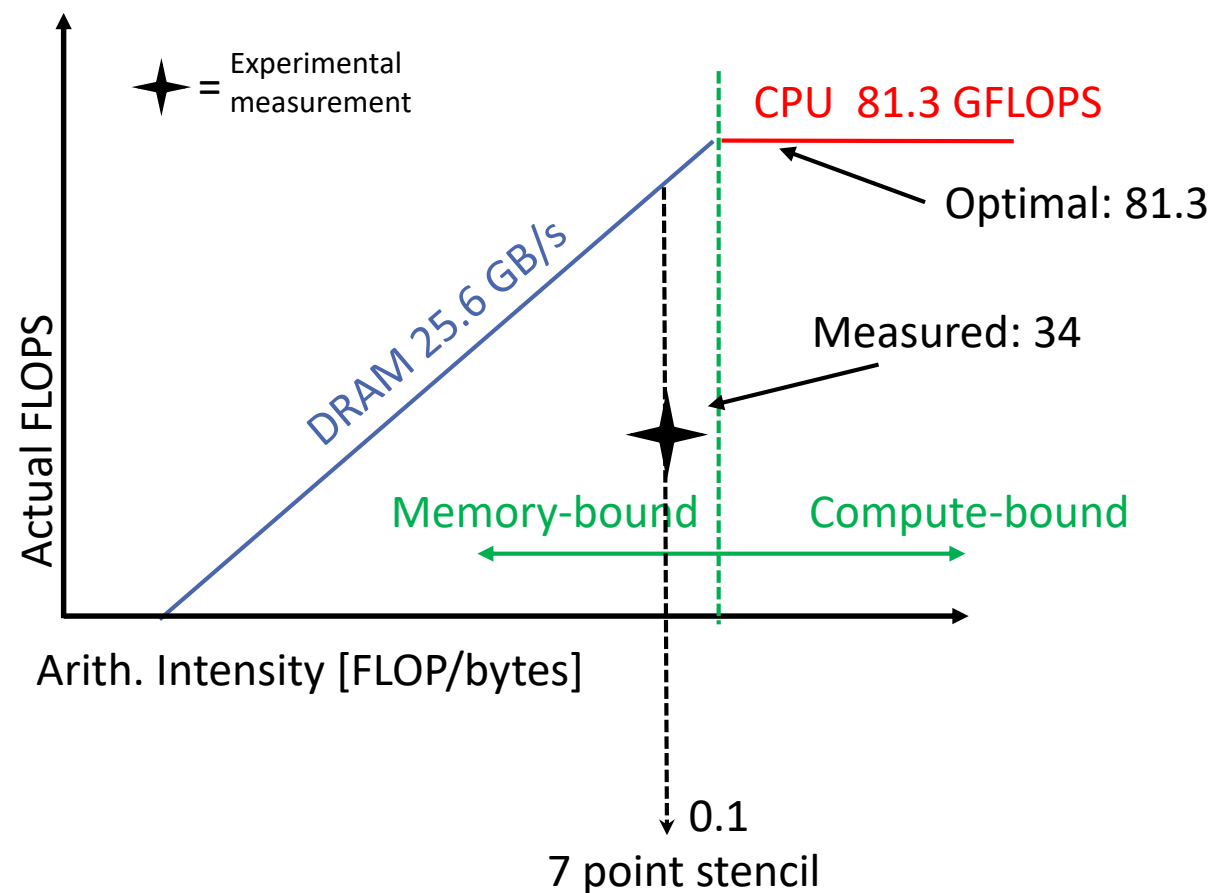 = Experimental
measurement
CPU 81.3 GFLOPS
Optimal: 81.3
DRAM 25.6 GB/s
Measured: 34
Actual FLOPS
Memory-bound
Compute-bound
Arith. Intensity [FLOP/bytes]
0.1
7 point stencil